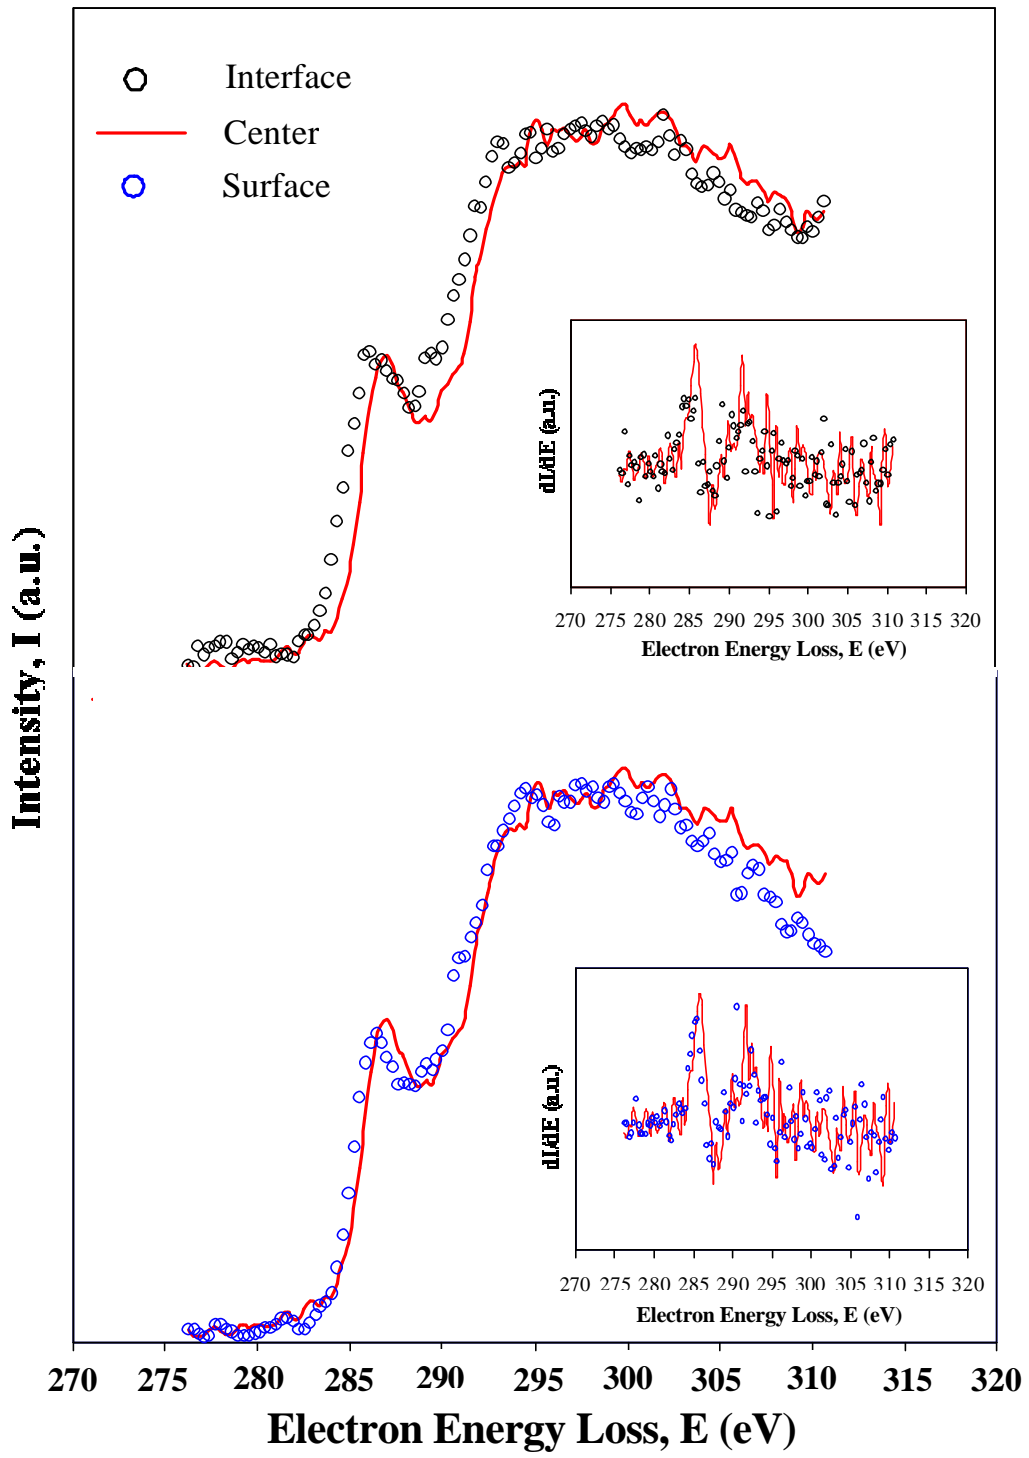 Interface
Center
Surface
Intensity, I (a.u.)
dI/dE (a.u.)
270 275 280 285 290 295 300 305 310 315 320
Electron Energy Loss, E (eV)
dI/dE (a.u.)
270 275 280 285 290 295 300 305 310 315 320
Electron Energy Loss, E (eV)
270 275 280 285 290 295 300 305 310 315 320
Electron Energy Loss, E (eV)